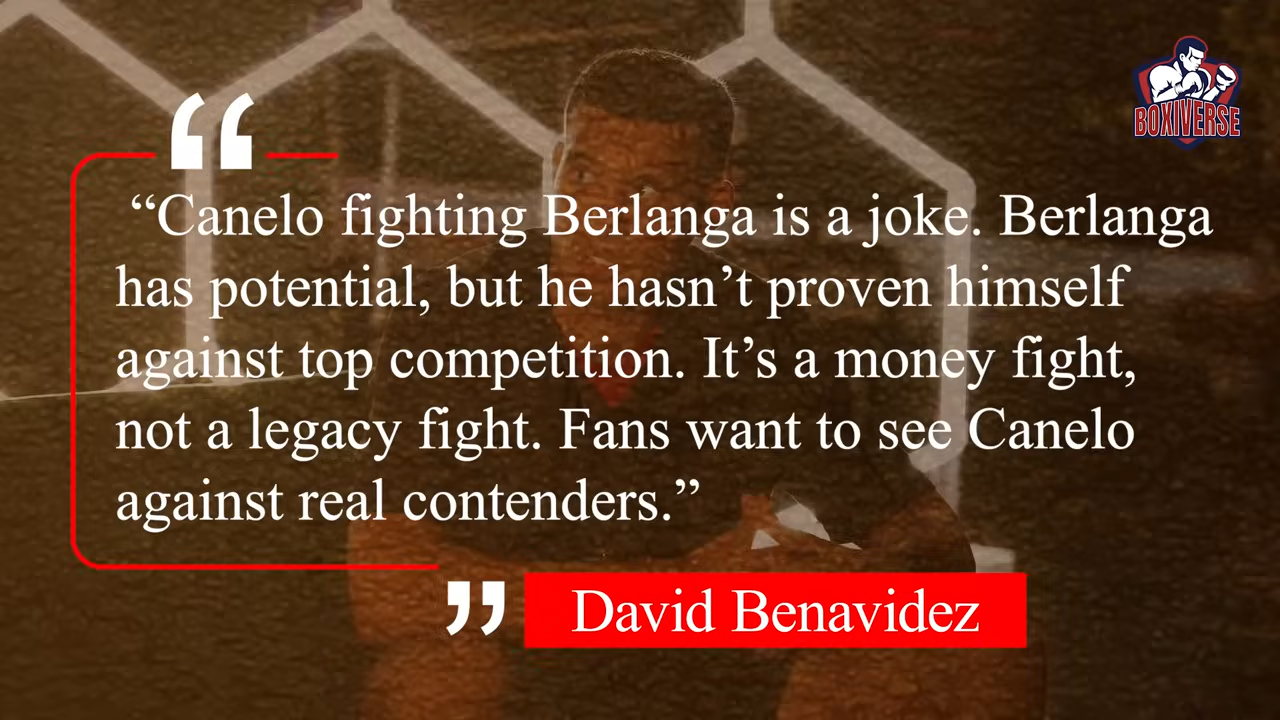 BOXIVERSE
“
“Canelo fighting Berlanga is a joke. Berlanga
has potential, but he hasn’t proven himself
against top competition. It’s a money fight,
not a legacy fight. Fans want to see Canelo
against real contenders.”
”
David Benavidez